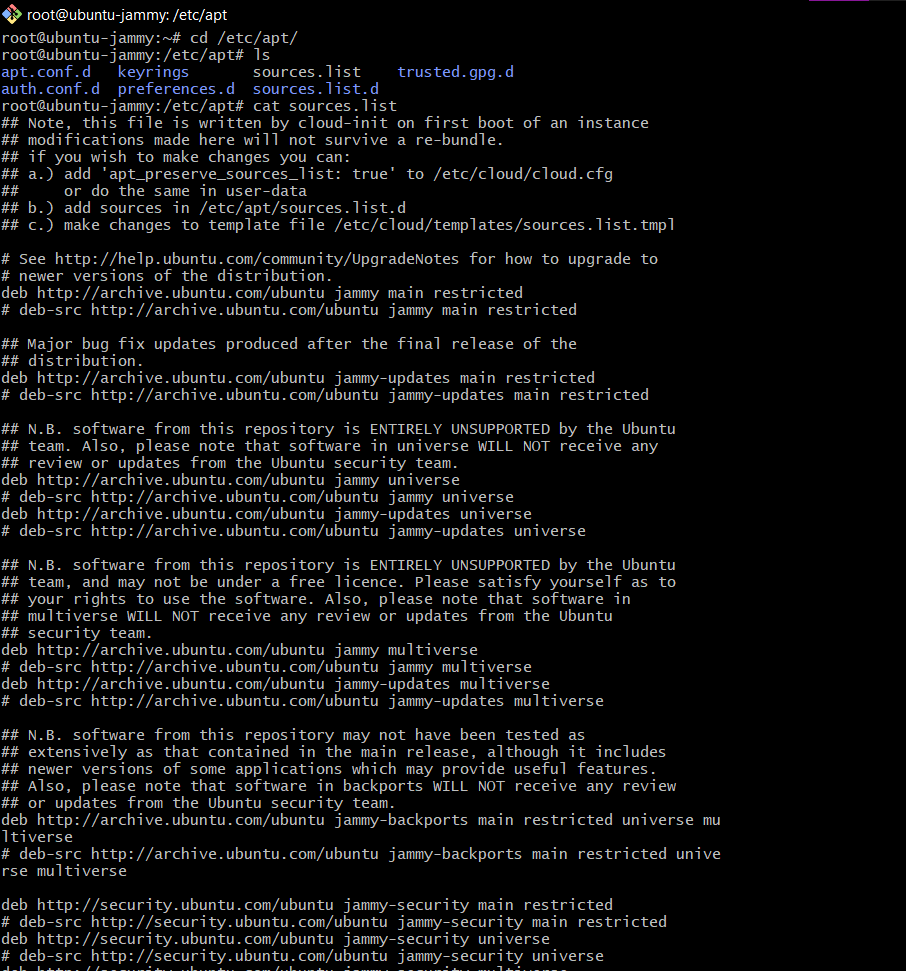 root@ubuntu-jammy: /etc/apt
root@ubuntu-jammy:~# cd /etc/apt/
root@ubuntu-jammy:/etc/apt# ls
apt.conf.d   keyrings       sources.list    trusted.gpg.d
auth.conf.d  preferences.d  sources.list.d
root@ubuntu-jammy:/etc/apt# cat sources.list
## Note, this file is written by cloud-init on first boot of an instance
## modifications made here will not survive a re-bundle.
## if you wish to make changes you can:
## a.) add 'apt_preserve_sources_list: true' to /etc/cloud/cloud.cfg
##     or do the same in user-data
## b.) add sources in /etc/apt/sources.list.d
## c.) make changes to template file /etc/cloud/templates/sources.list.tmpl
# See http://help.ubuntu.com/community/UpgradeNotes for how to upgrade to
# newer versions of the distribution.
deb http://archive.ubuntu.com/ubuntu jammy main restricted
# deb-src http://archive.ubuntu.com/ubuntu jammy main restricted
## Major bug fix updates produced after the final release of the
## distribution.
deb http://archive.ubuntu.com/ubuntu jammy-updates main restricted
# deb-src http://archive.ubuntu.com/ubuntu jammy-updates main restricted
## N.B. software from this repository is ENTIRELY UNSUPPORTED by the Ubuntu
## team. Also, please note that software in universe WILL NOT receive any
## review or updates from the Ubuntu security team.
deb http://archive.ubuntu.com/ubuntu jammy universe
# deb-src http://archive.ubuntu.com/ubuntu jammy universe
deb http://archive.ubuntu.com/ubuntu jammy-updates universe
# deb-src http://archive.ubuntu.com/ubuntu jammy-updates universe
## N.B. software from this repository is ENTIRELY UNSUPPORTED by the Ubuntu
## team, and may not be under a free licence. Please satisfy yourself as to
## your rights to use the software. Also, please note that software in
## multiverse WILL NOT receive any review or updates from the Ubuntu
## security team.
deb http://archive.ubuntu.com/ubuntu jammy multiverse
# deb-src http://archive.ubuntu.com/ubuntu jammy multiverse
deb http://archive.ubuntu.com/ubuntu jammy-updates multiverse
# deb-src http://archive.ubuntu.com/ubuntu jammy-updates multiverse
## N.B. software from this repository may not have been tested as
## extensively as that contained in the main release, although it includes
## newer versions of some applications which may provide useful features.
## Also, please note that software in backports WILL NOT receive any review
## or updates from the Ubuntu security team.
deb http://archive.ubuntu.com/ubuntu jammy-backports main restricted universe mu
ltiverse
# deb-src http://archive.ubuntu.com/ubuntu jammy-backports main restricted unive
rse multiverse
deb http://security.ubuntu.com/ubuntu jammy-security main restricted
# deb-src http://security.ubuntu.com/ubuntu jammy-security main restricted
deb http://security.ubuntu.com/ubuntu jammy-security universe
# deb-src http://security.ubuntu.com/ubuntu jammy-security universe